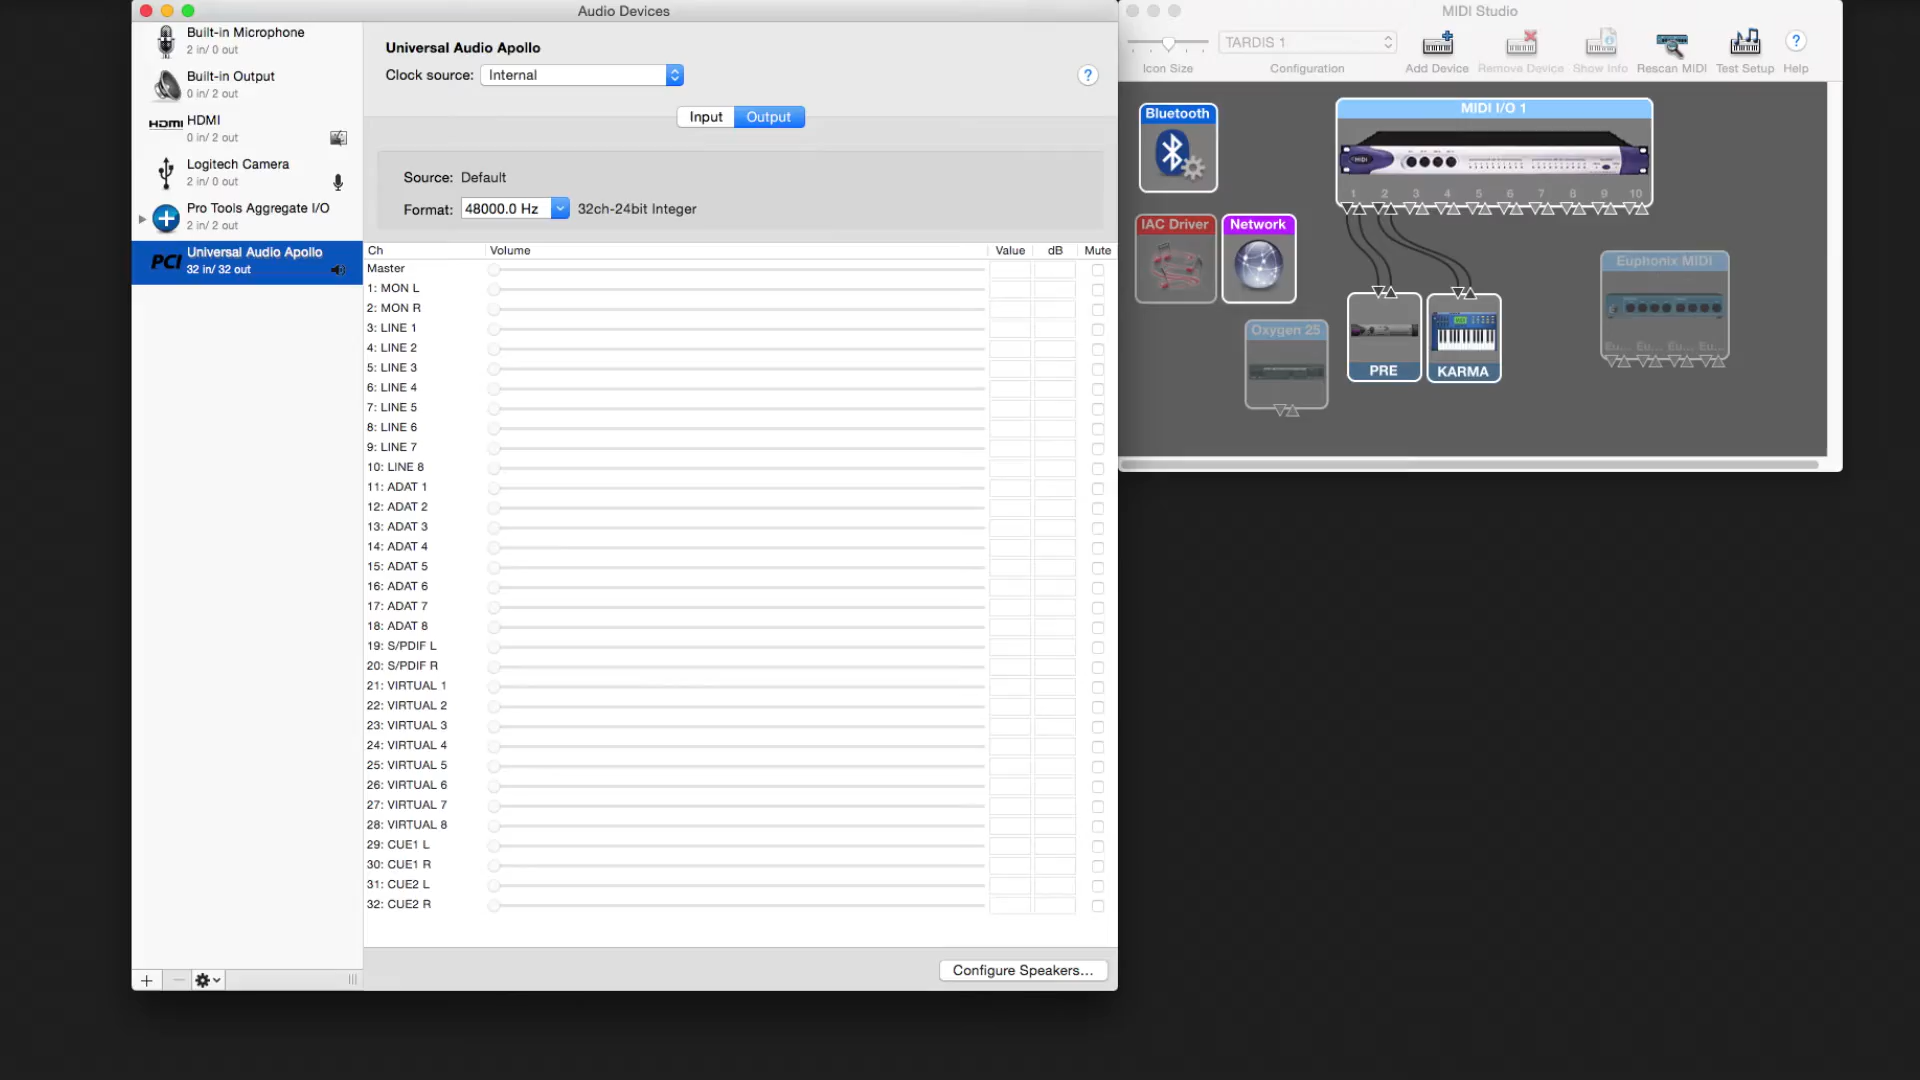 Audio Devices
Built-in Microphone
2 in/ 0 out
Built-in Output
0 in/ 2 out
HDMI
HDMI
0 in/ 2 out
Logitech Camera
2 in/ 0 out
Pro Tools Aggregate I/O
2 in/ 2 out
PCI
Universal Audio Apollo
32 in/ 32 out
Universal Audio Apollo
Clock source: Internal
?
Input Output
Source: Default
Format: 48000.0 Hz 32ch-24bit Integer
Ch Volume Value dB Mute
Master
1: MON L
2: MON R
3: LINE 1
4: LINE 2
5: LINE 3
6: LINE 4
7: LINE 5
8: LINE 6
9: LINE 7
10: LINE 8
11: ADAT 1
12: ADAT 2
13: ADAT 3
14: ADAT 4
15: ADAT 5
16: ADAT 6
17: ADAT 7
18: ADAT 8
19: S/PDIF L
20: S/PDIF R
21: VIRTUAL 1
22: VIRTUAL 2
23: VIRTUAL 3
24: VIRTUAL 4
25: VIRTUAL 5
26: VIRTUAL 6
27: VIRTUAL 7
28: VIRTUAL 8
29: CUE1 L
30: CUE1 R
31: CUE2 L
32: CUE2 R
Configure Speakers...
MIDI Studio
TARDIS 1
?
Icon Size Configuration Add Device Remove Device Show Info Rescan MIDI Test Setup Help
Bluetooth
MIDI I/O 1
MIDI
1 2 3 4 5 6 7 8 9 10
IAC Driver
Network
Oxygen 25
PRE
KARMA
Euphonix MIDI
Eu... Eu... Eu... Eu...